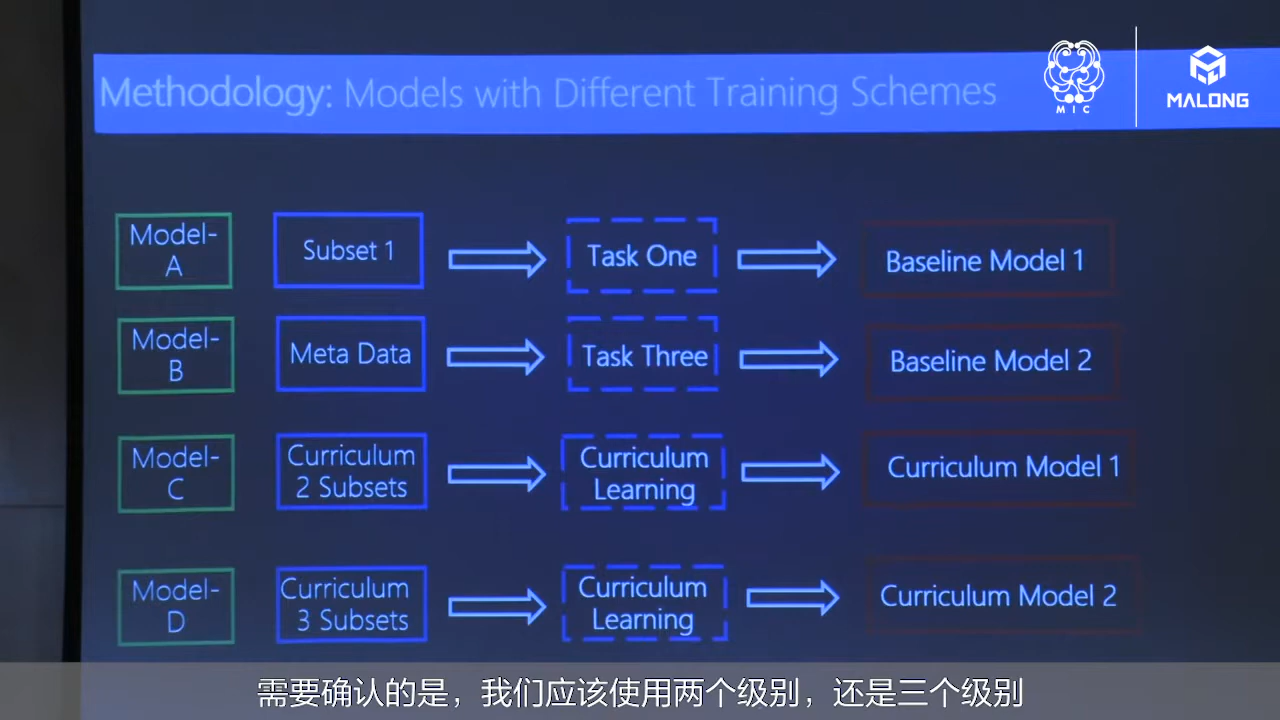 Methodology: Models with Different Training Schemes
MIC
MALONG
Model-
A
Subset 1
Task One
Baseline Model 1
Model-
B
Meta Data
Task Three
Baseline Model 2
Model-
C
Curriculum
2 Subsets
Curriculum
Learning
Curriculum Model 1
Model-
D
Curriculum
3 Subsets
Curriculum
Learning
Curriculum Model 2
需要确认的是，我们应该使用两个级别，还是三个级别